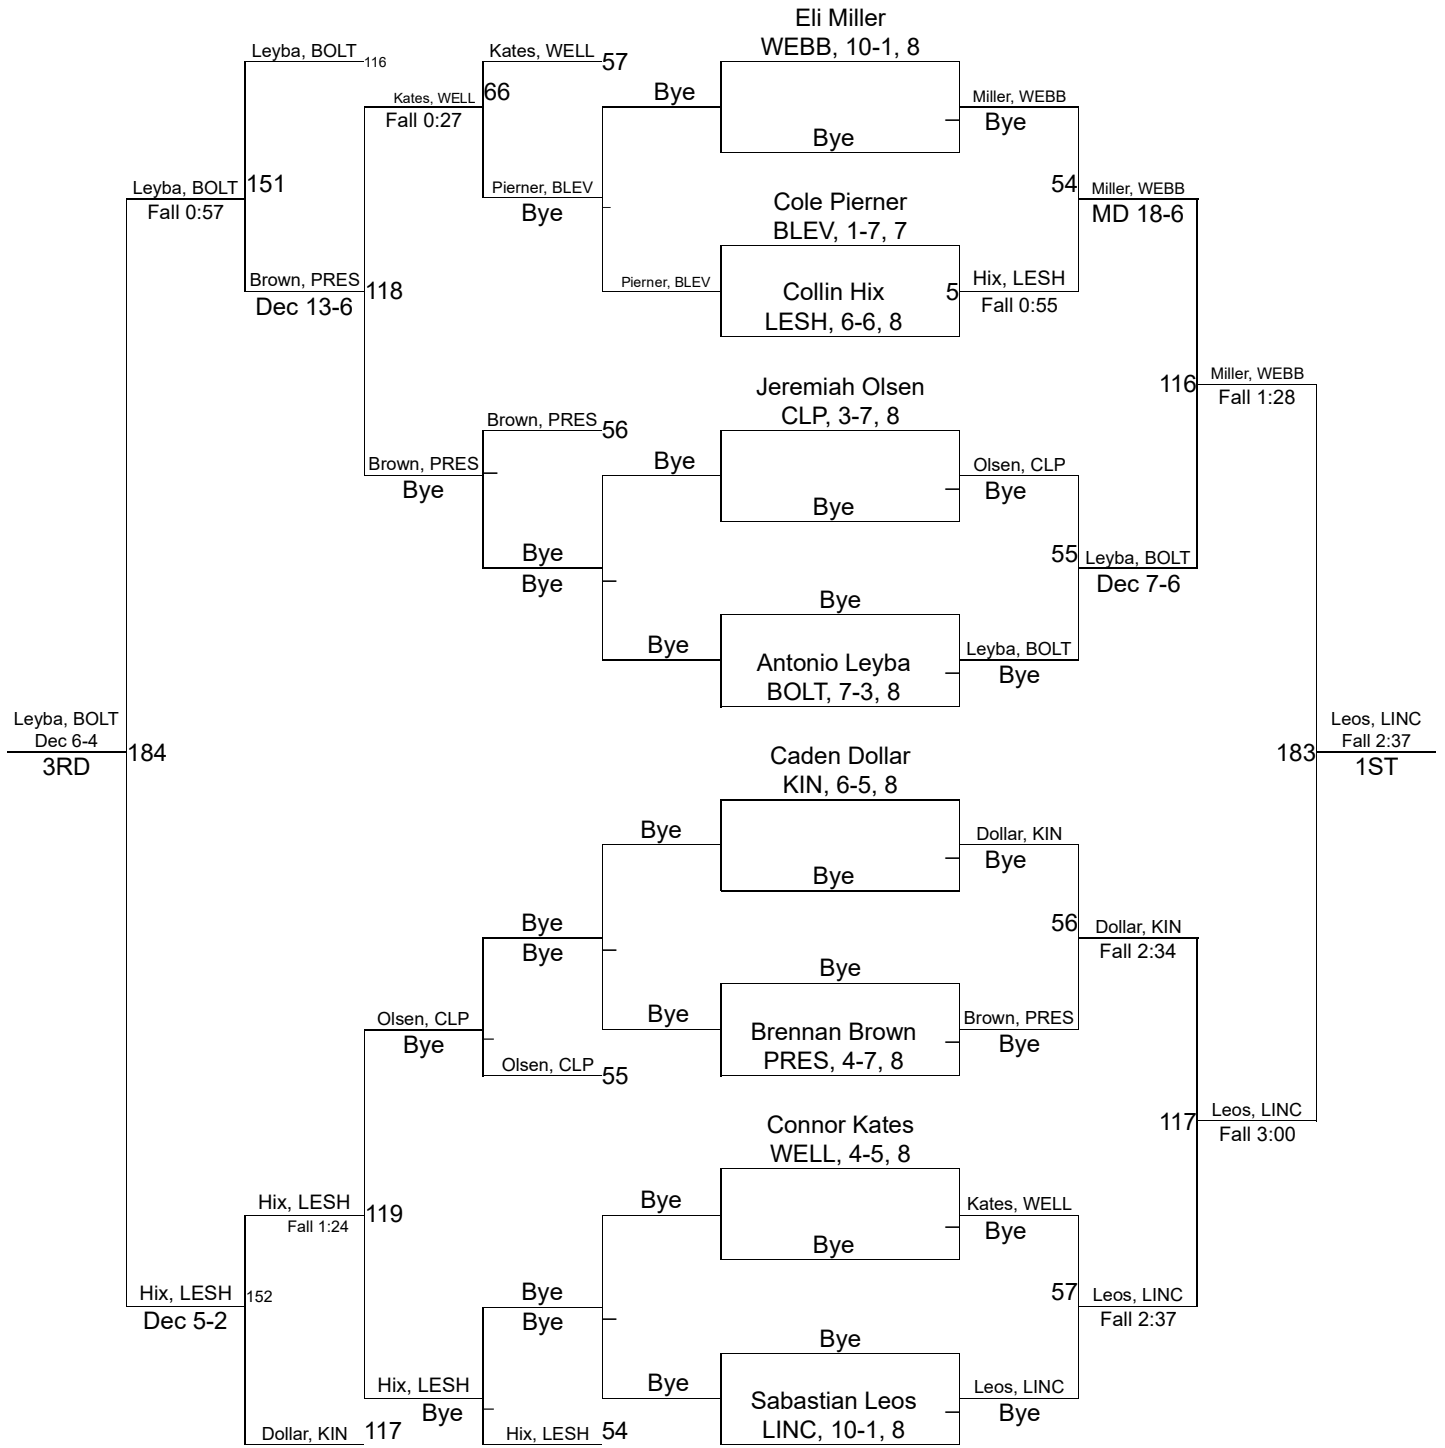 Eli Miller
WEBB, 10-1, 8
Leyba, BOLT
116
Kates, WELL
57
Kates, WELL
66
Fall 0:27
Bye
Miller, WEBB
Bye
Bye
Leyba, BOLT
151
Fall 0:57
Pierner, BLEV
Bye
Cole Pierner
BLEV, 1-7, 7
54
Miller, WEBB
MD 18-6
Brown, PRES
118
Dec 13-6
Pierner, BLEV
Collin Hix
LESH, 6-6, 8
5
Hix, LESH
Fall 0:55
Jeremiah Olsen
CLP, 3-7, 8
116
Miller, WEBB
Fall 1:28
Brown, PRES
56
Brown, PRES
Bye
Bye
Olsen, CLP
Bye
Bye
Bye
Bye
55
Leyba, BOLT
Dec 7-6
Bye
Bye
Antonio Leyba
BOLT, 7-3, 8
Leyba, BOLT
Bye
Leyba, BOLT
Dec 6-4
184
3RD
183
Leos, LINC
Fall 2:37
1ST
Caden Dollar
KIN, 6-5, 8
Bye
Dollar, KIN
Bye
Bye
Bye
Bye
56
Dollar, KIN
Fall 2:34
Bye
Bye
Brennan Brown
PRES, 4-7, 8
Brown, PRES
Bye
Olsen, CLP
Bye
Olsen, CLP
55
Connor Kates
WELL, 4-5, 8
117
Leos, LINC
Fall 3:00
Hix, LESH
119
Fall 1:24
Bye
Kates, WELL
Bye
Bye
Hix, LESH
152
Dec 5-2
Bye
Bye
57
Leos, LINC
Fall 2:37
Bye
Bye
Sabastian Leos
LINC, 10-1, 8
Leos, LINC
Bye
Hix, LESH
Bye
Dollar, KIN
117
Hix, LESH
54